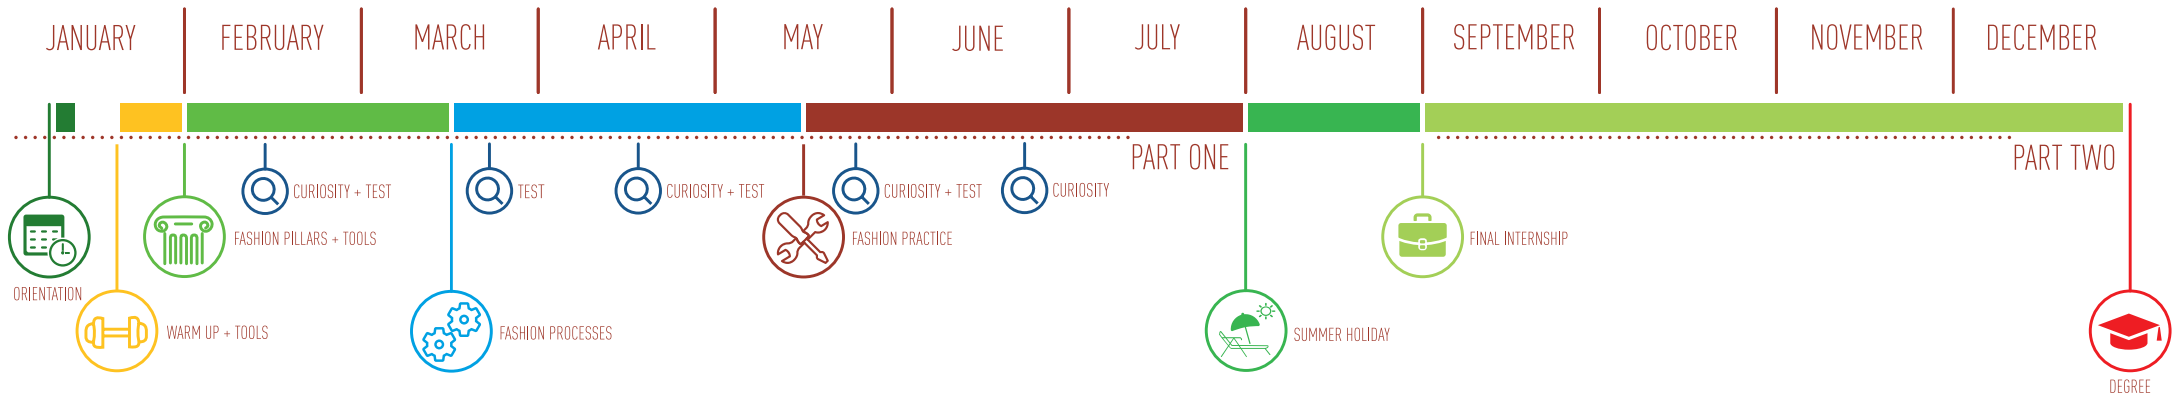 JANUARY
FEBRUARY
MARCH
APRIL
MAY
JUNE
JULY
AUGUST
SEPTEMBER
OCTOBER
NOVEMBER
DECEMBER
PART ONE
PART TWO
CURIOSITY + TEST
TEST
CURIOSITY + TEST
CURIOSITY + TEST
CURIOSITY
FASHION PILLARS + TOOLS
FASHION PRACTICE
FINAL INTERNSHIP
ORIENTATION
WARM UP + TOOLS
FASHION PROCESSES
SUMMER HOLIDAY
DEGREE